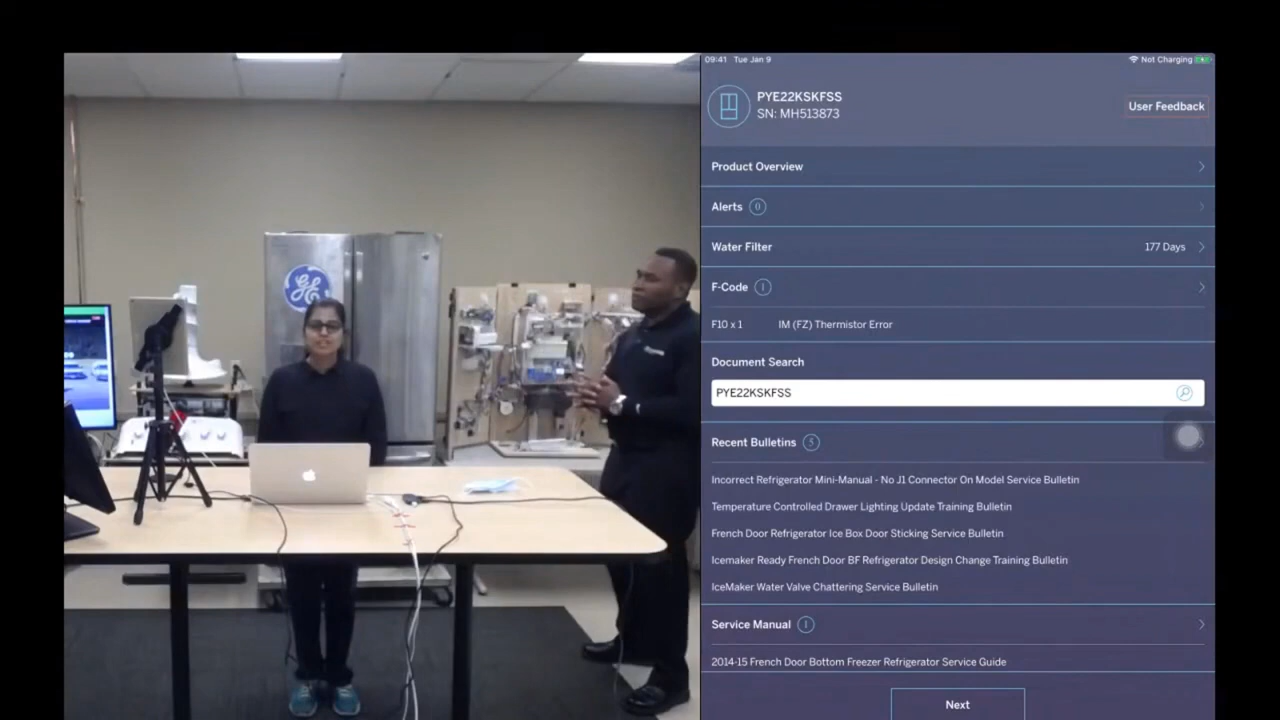 09:41 Tue Jan 9
Not Charging
PYE22KSKFSS
SN: MH513873
User Feedback
Product Overview
Alerts 0
Water Filter 177 Days
F-Code 1
F10 x 1 IM (FZ) Thermistor Error
Document Search
PYE22KSKFSS
Recent Bulletins 5
Incorrect Refrigerator Mini-Manual - No J1 Connector On Model Service Bulletin
Temperature Controlled Drawer Lighting Update Training Bulletin
French Door Refrigerator Ice Box Door Sticking Service Bulletin
Icemaker Ready French Door BF Refrigerator Design Change Training Bulletin
IceMaker Water Valve Chattering Service Bulletin
Service Manual 1
2014-15 French Door Bottom Freezer Refrigerator Service Guide
Next
GE